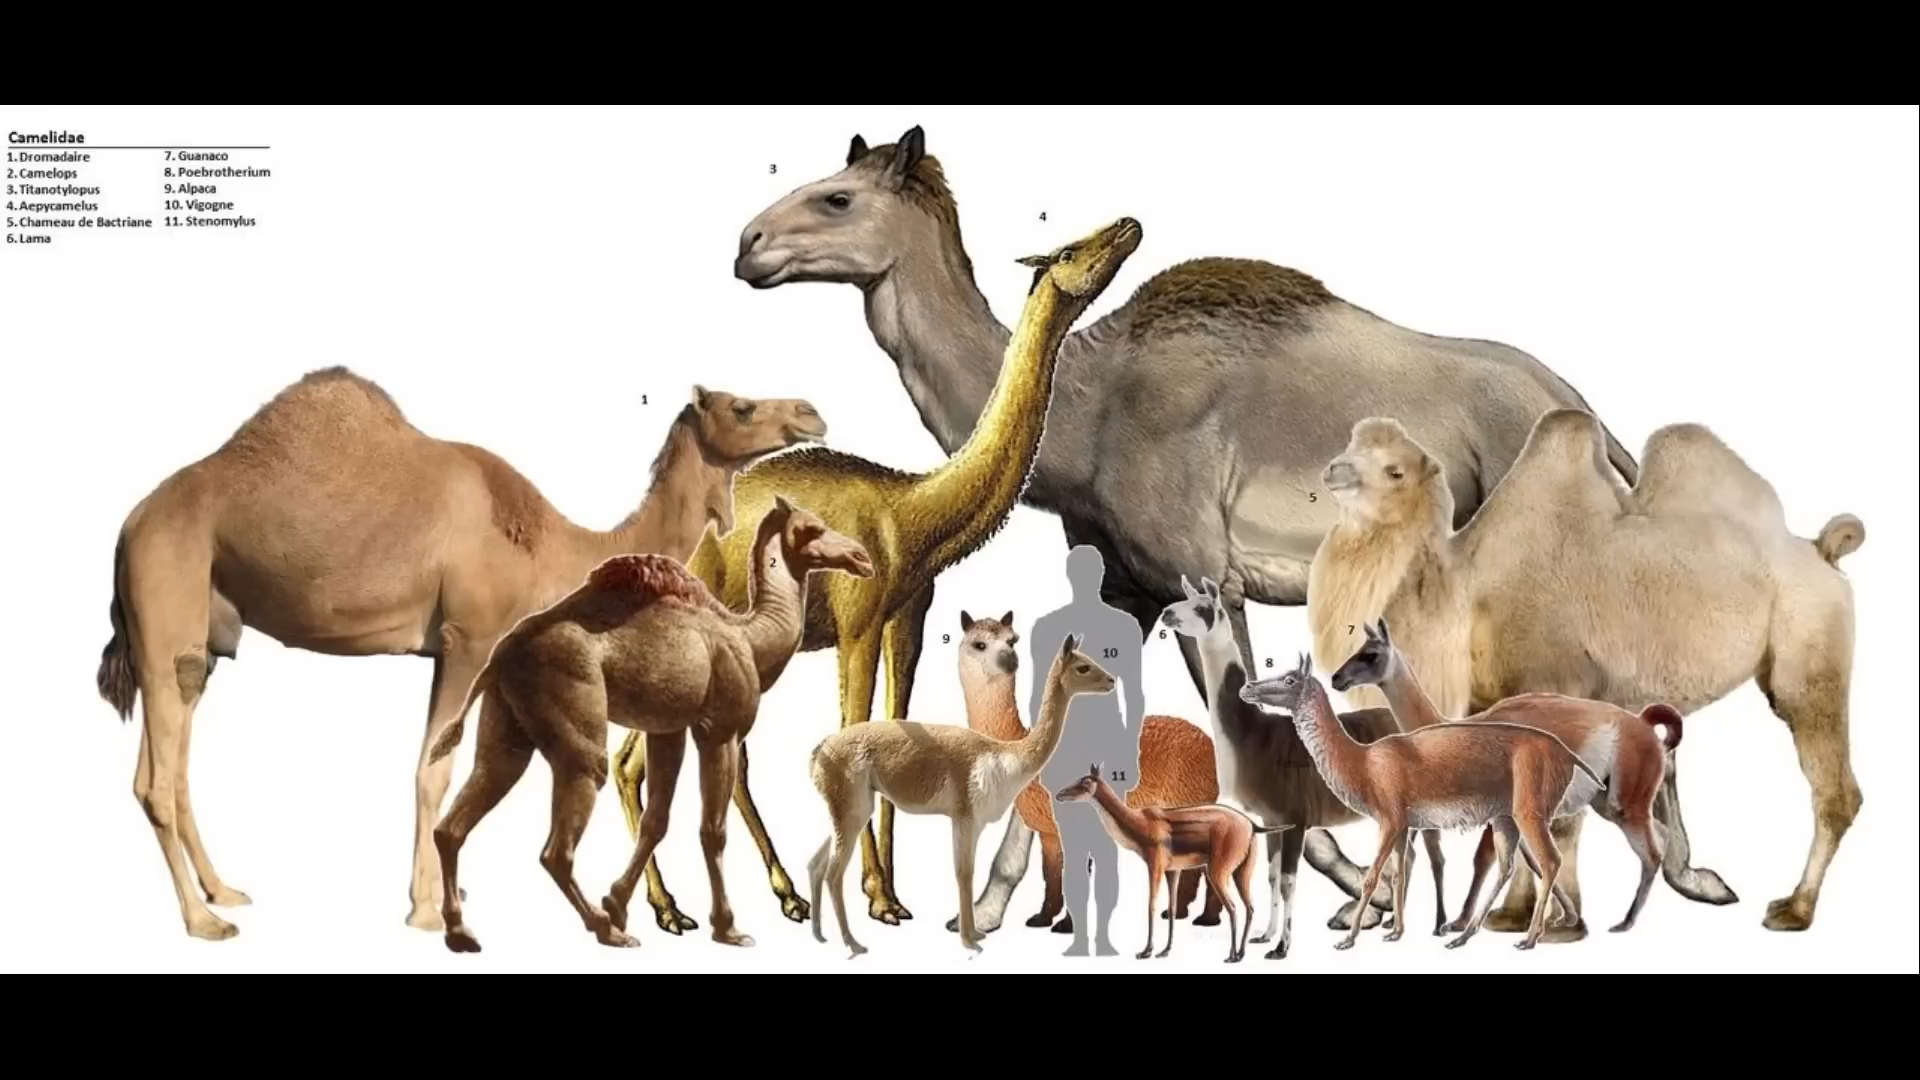 Camelidae
1. Dromadaire
2. Camelops
3. Titanotylopus
4. Aepycamelus
5. Chameau de Bactriane
6. Lama
7. Guanaco
8. Poebrotherium
9. Alpaca
10. Vigogne
11. Stenomylus
3
4
1
5
2
7
6
9
10
8
11